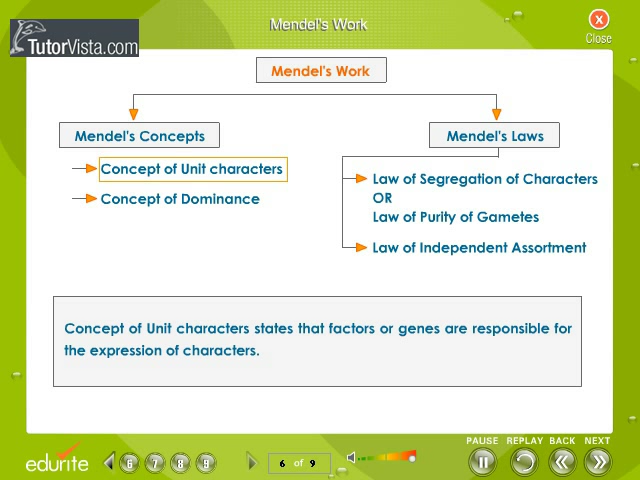 Mendel's Work
X
Close
TutorVista.com
Mendel's Work
Mendel's Concepts
Mendel's Laws
Concept of Unit characters
Concept of Dominance
Law of Segregation of Characters
OR
Law of Purity of Gametes
Law of Independent Assortment
Concept of Unit characters states that factors or genes are responsible for
the expression of characters.
PAUSE REPLAY BACK NEXT
edurite
6 7 8 9
6 of 9